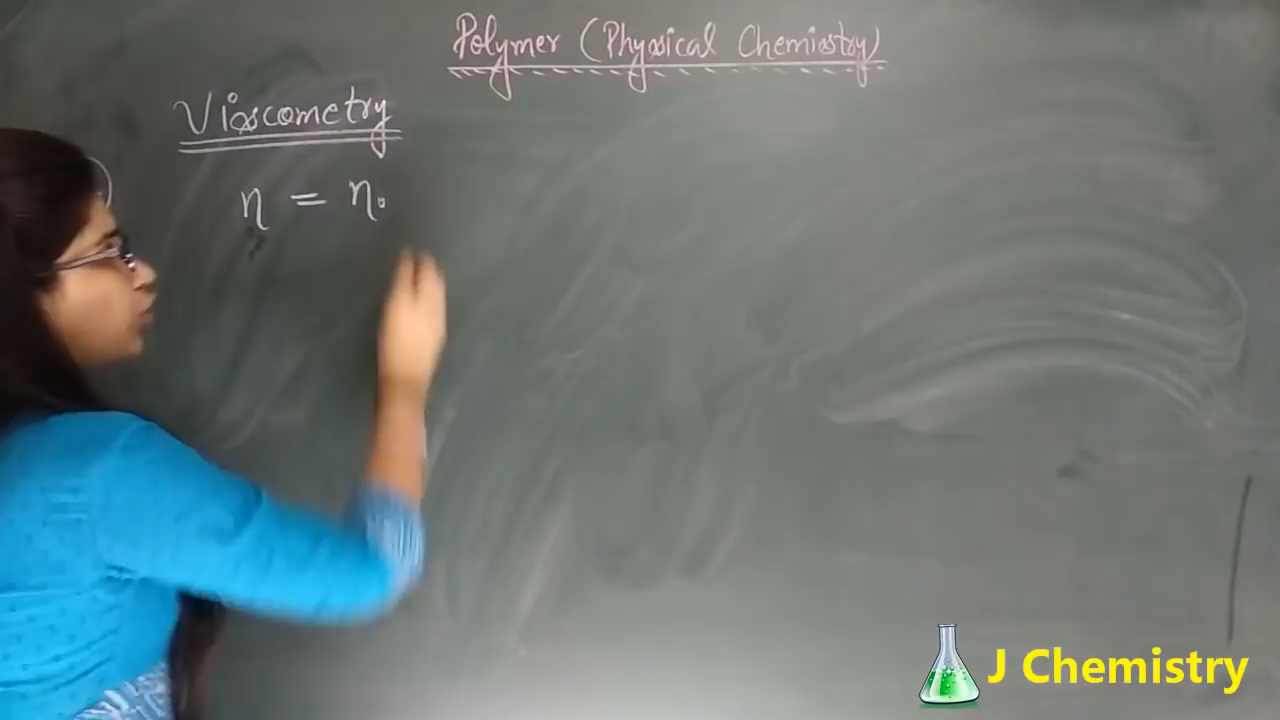 Polymer (Physical Chemistry)
Viscometry
η = η₀
J Chemistry